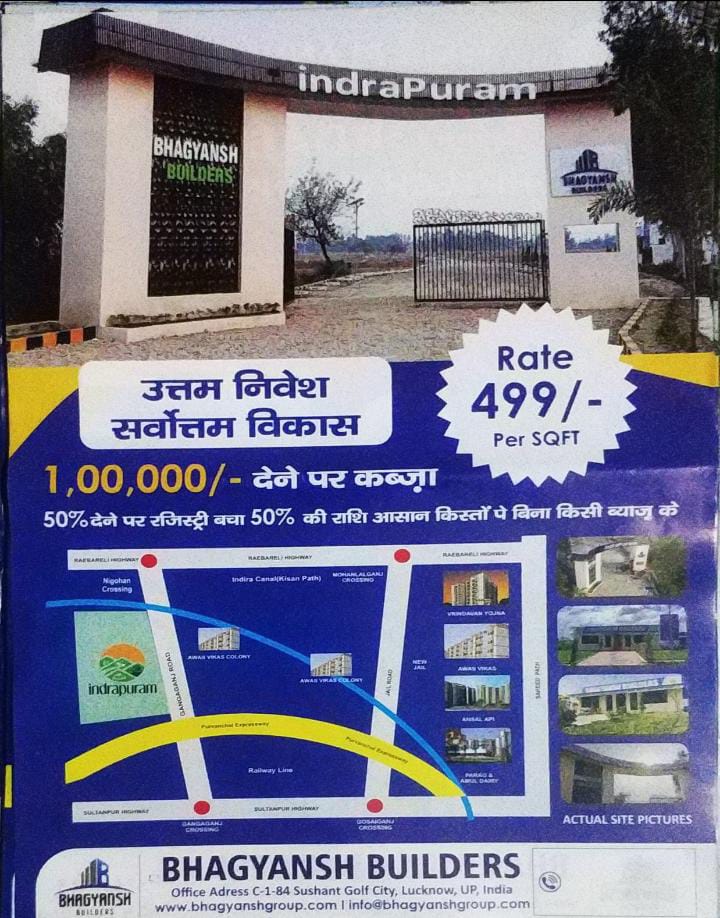 indraPuram
BHAGYANSH
BUILDERS
BHAGYANSH
BUILDERS
Rate
499/-
Per SQFT
उत्तम निवेश
सर्वोत्तम विकास
1,00,000/- देने पर कब्ज़ा
50% देने पर रजिस्ट्री बचा 50% की राशि आसान किस्तों पे बिना किसी ब्याज के
RAEBARELI HIGHWAY
RAEBARELI HIGHWAY
RAEBARELI HIGHWAY
Nigohan
Crossing
Indira Canal(Kisan Path)
MOHANLALGANJ
CROSSING
VRINDAVAN YOJNA
AWAS VIKAS COLONY
AWAS VIKAS COLONY
AWAS VIKAS
NEW
JAIL
JAIL ROAD
GANGAGANJ ROAD
indrapuram
ANSAL API
Purvanchal Expressway
Purvanchal Expressway
Railway Line
PARAG &
AMUL DAIRY
SULTANPUR HIGHWAY
SULTANPUR HIGHWAY
GANGAGANJ
CROSSING
GOSAIGANJ
CROSSING
ACTUAL SITE PICTURES
BHAGYANSH
BUILDERS
BHAGYANSH BUILDERS
Office Adress C-1-84 Sushant Golf City, Lucknow, UP, India
www.bhagyanshgroup.com | info@bhagyanshgroup.com